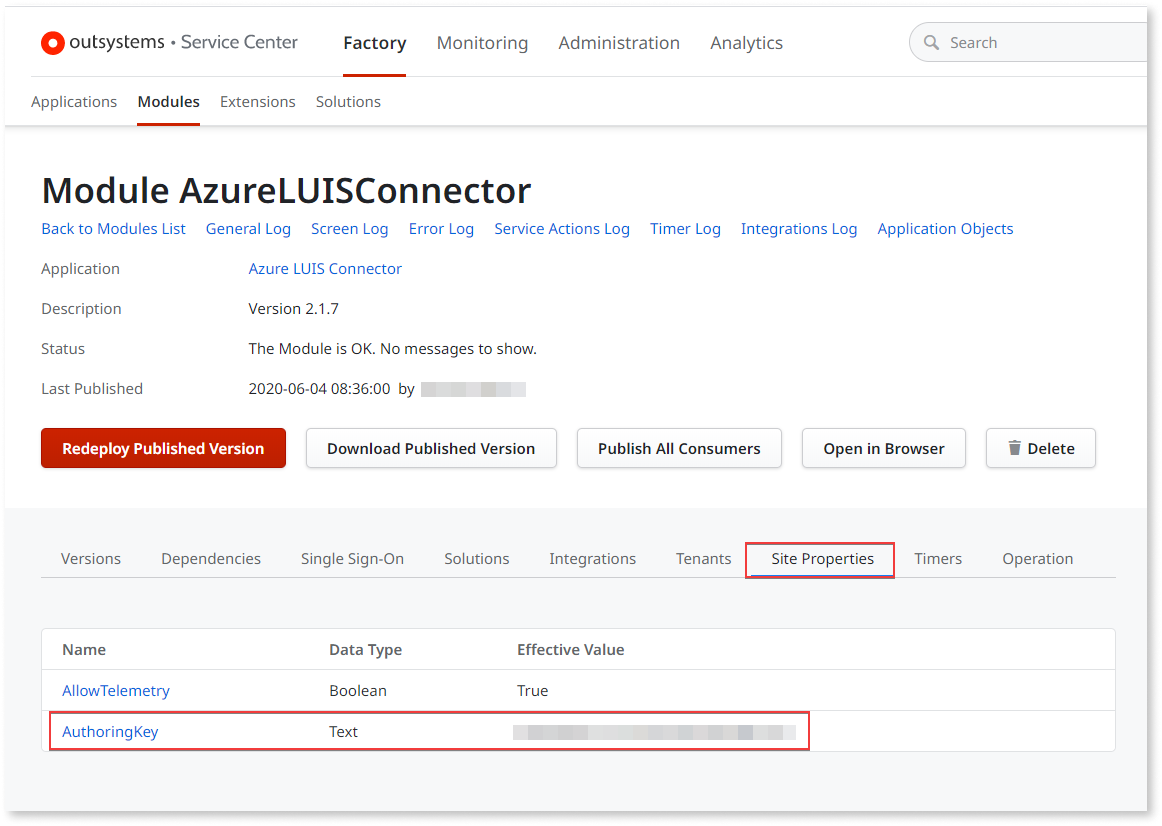 outsystems • Service Center Factory Monitoring Administration Analytics Search
Applications Modules Extensions Solutions
Module AzureLUISConnector
Back to Modules List General Log Screen Log Error Log Service Actions Log Timer Log Integrations Log Application Objects
Application Azure LUIS Connector
Description Version 2.1.7
Status The Module is OK. No messages to show.
Last Published 2020-06-04 08:36:00 by
Redeploy Published Version Download Published Version Publish All Consumers Open in Browser Delete
Versions Dependencies Single Sign-On Solutions Integrations Tenants Site Properties Timers Operation
Name Data Type Effective Value
AllowTelemetry Boolean True
AuthoringKey Text